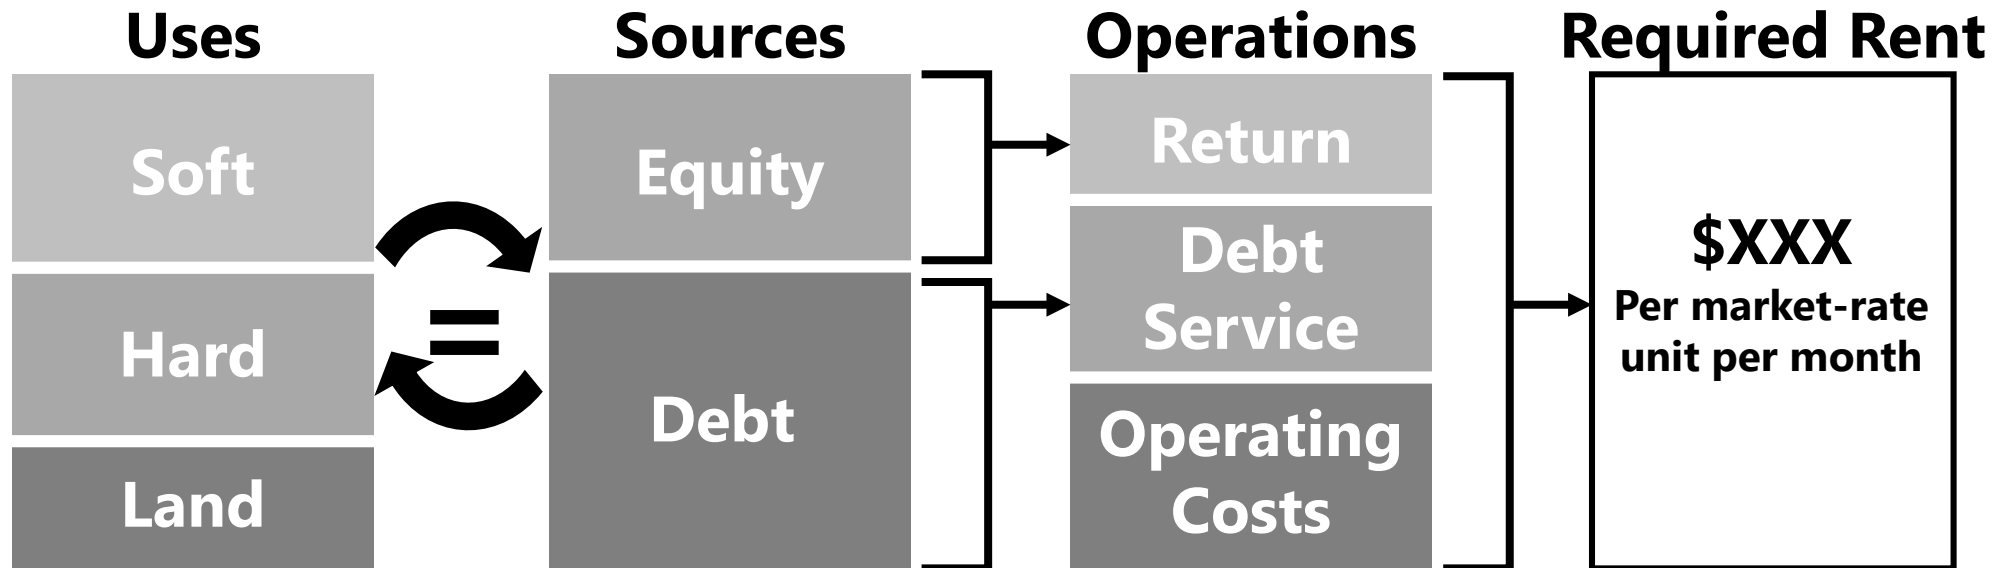 Uses
Soft
Hard
Land
=
Sources
Equity
Debt
Operations
Return
Debt
Service
Operating
Costs
Required Rent
$XXX
Per market-rate
unit per month